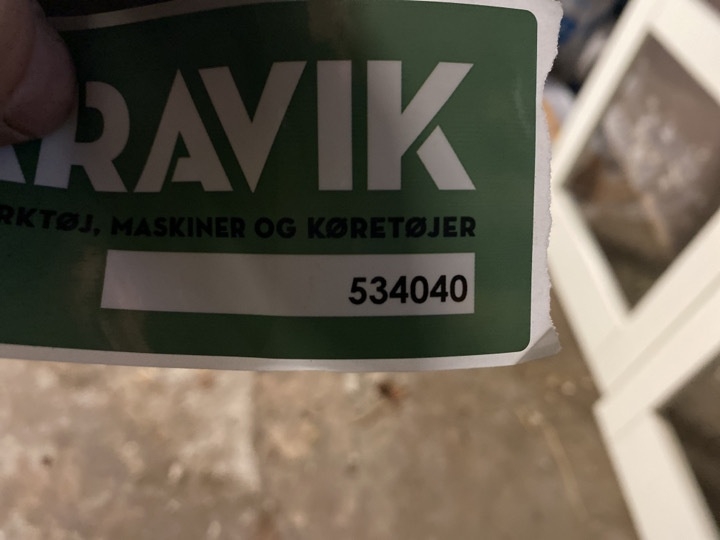 RAVIK
RKTØJ, MASKINER OG KØRETØJER
534040